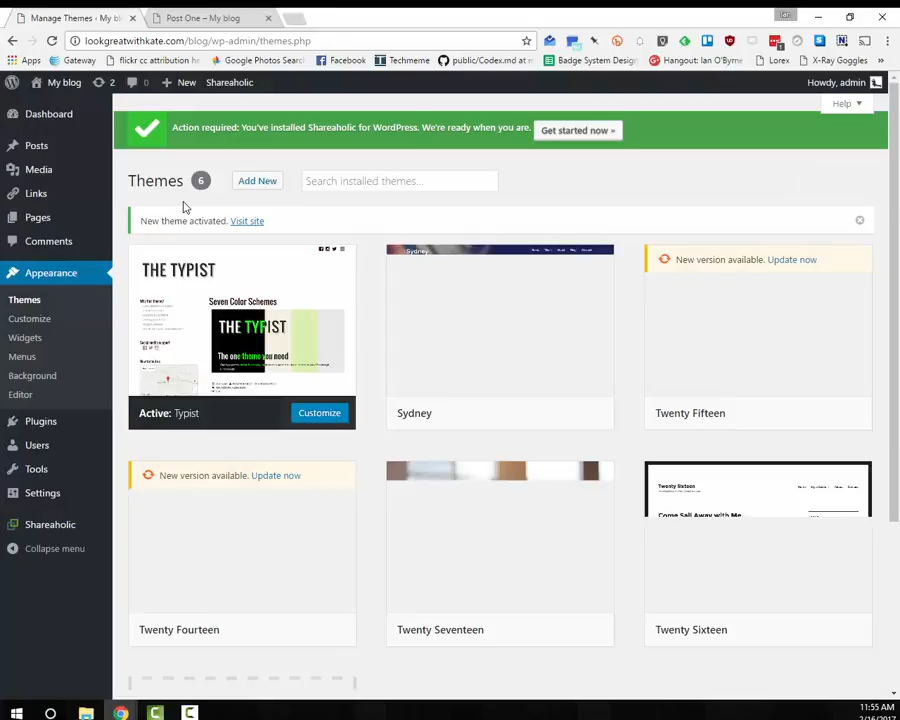 Manage Themes ‹ My bl
Post One – My blog
Ian
lookgreatwithkate.com/blog/wp-admin/themes.php
Apps
Gateway
flickr cc attribution he
Google Photos Searc
Facebook
Techmeme
public/Codex.md at m
Badge System Design
Hangout: Ian O'Byrne
Lorex
X-Ray Goggles
»
My blog
2
0
New
Shareaholic
Howdy, admin
Help
Dashboard
Posts
Media
Links
Pages
Comments
Appearance
Themes
Customize
Widgets
Menus
Background
Editor
Plugins
Users
Tools
Settings
Shareaholic
Collapse menu
Action required: You've installed Shareaholic for WordPress. We're ready when you are.
Get started now »
Themes
6
Add New
Search installed themes...
New theme activated. Visit site
THE TYPIST
Seven Color Schemes
THE TYPIST
The one theme you need
Active: Typist
Customize
Sydney
Sydney
New version available. Update now
Twenty Fifteen
New version available. Update now
Twenty Fourteen
Twenty Seventeen
Twenty Sixteen
Come Sail Away with Me
Twenty Sixteen
11:55 AM
2/16/2017